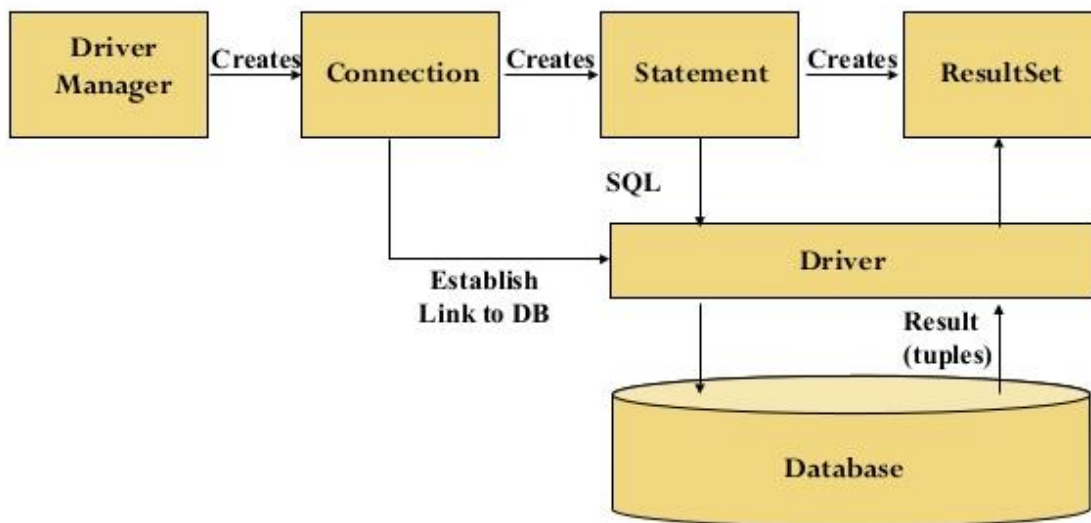 Driver
Manager
Creates
Connection
Creates
Statement
Creates
ResultSet
SQL
Driver
Establish
Link to DB
Result
(tuples)
Database